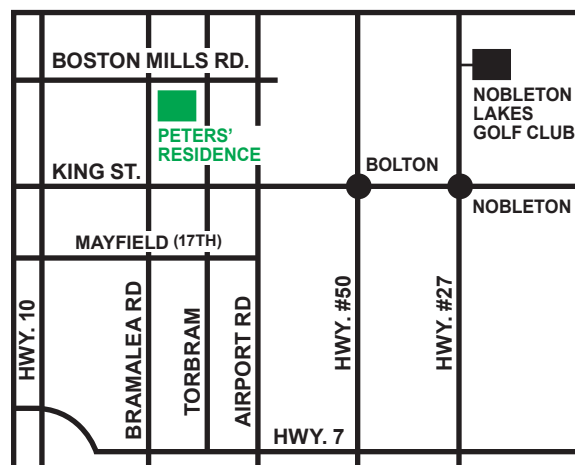 BOSTON MILLS RD.
NOBLETON
LAKES
GOLF CLUB
PETERS'
RESIDENCE
KING ST.
BOLTON
NOBLETON
MAYFIELD (17TH)
HWY. 10
BRAMALEA RD
TORBRAM
AIRPORT RD
HWY. #50
HWY. #27
HWY. 7